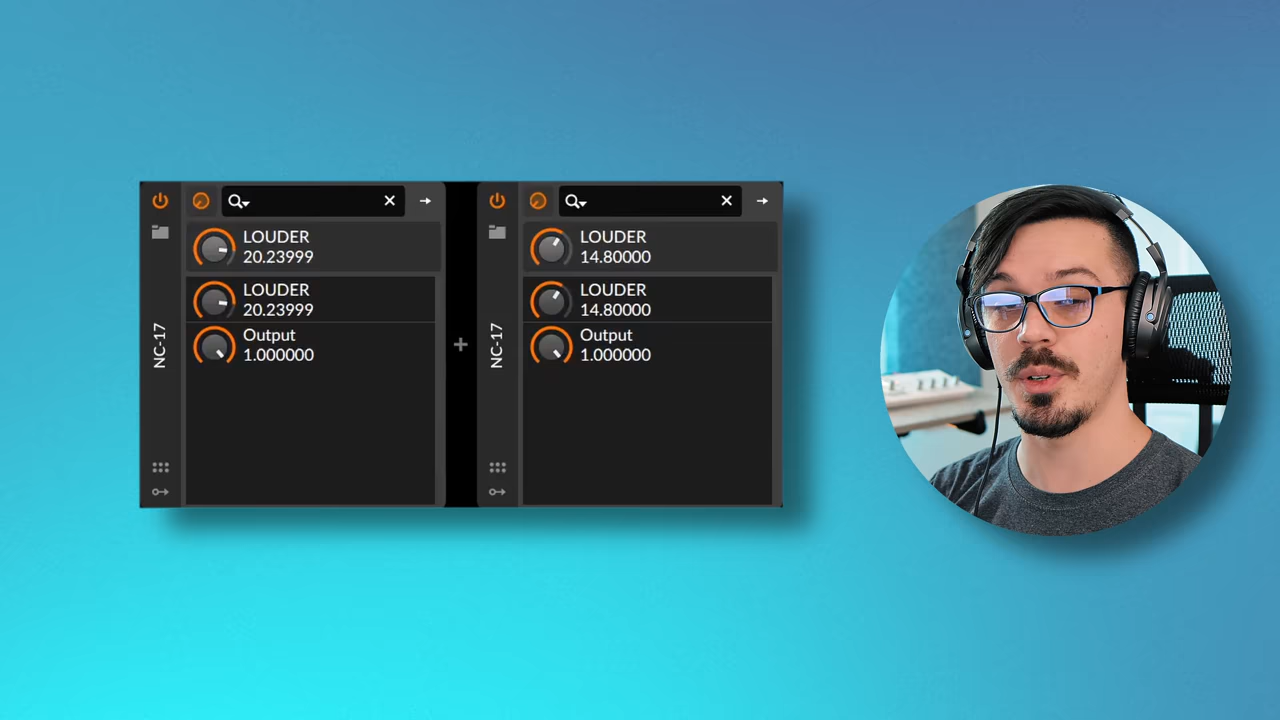 NC-17
LOUDER
20.23999
LOUDER
20.23999
Output
1.000000
NC-17
LOUDER
14.80000
LOUDER
14.80000
Output
1.000000